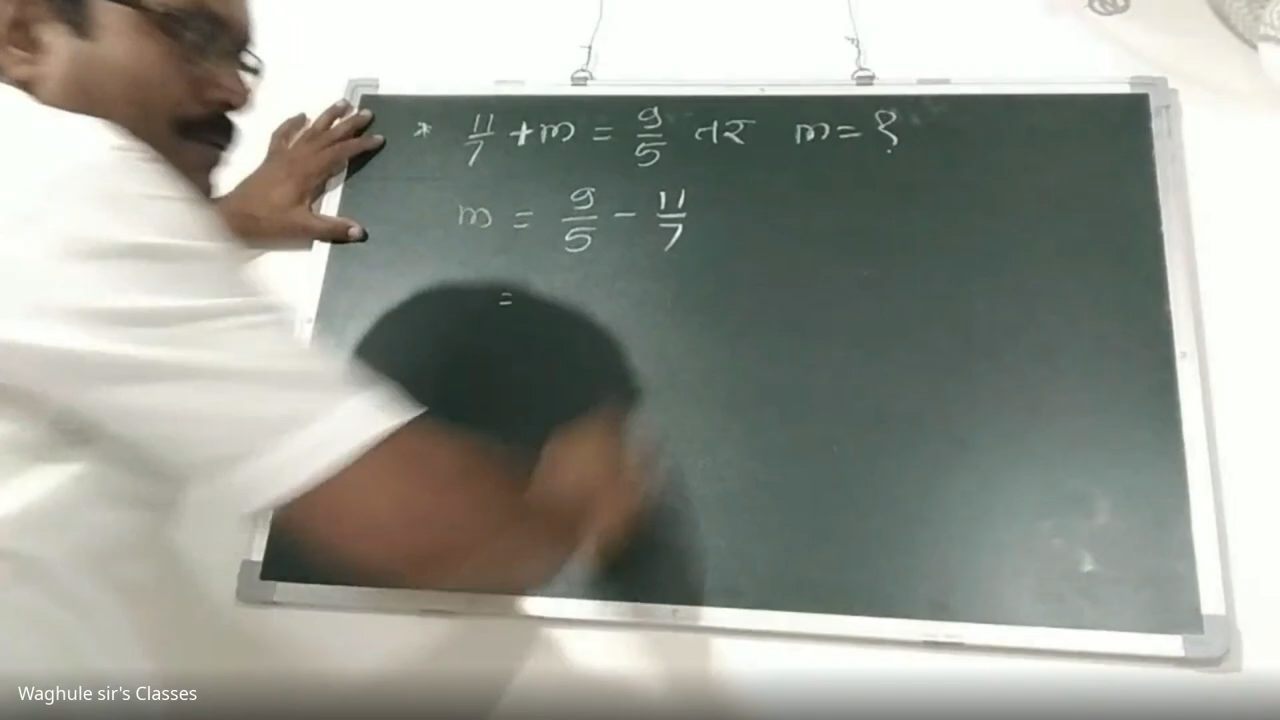 * 11/7 + m = 9/5 तर m = ?
m = 9/5 - 11/7
=
Waghule sir's Classes